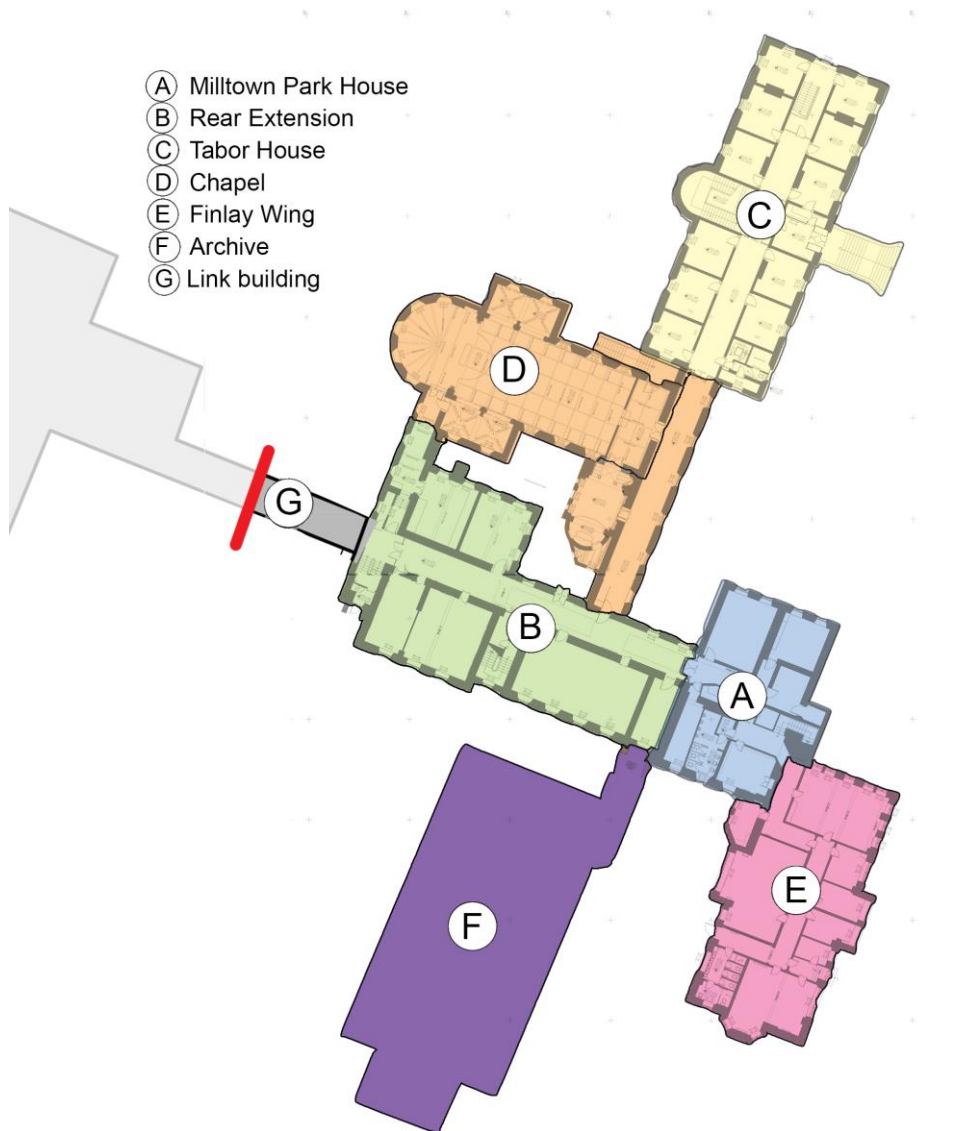 A Milltown Park House
B Rear Extension
C Tabor House
D Chapel
E Finlay Wing
F Archive
G Link building
C
D
G
B
A
E
F